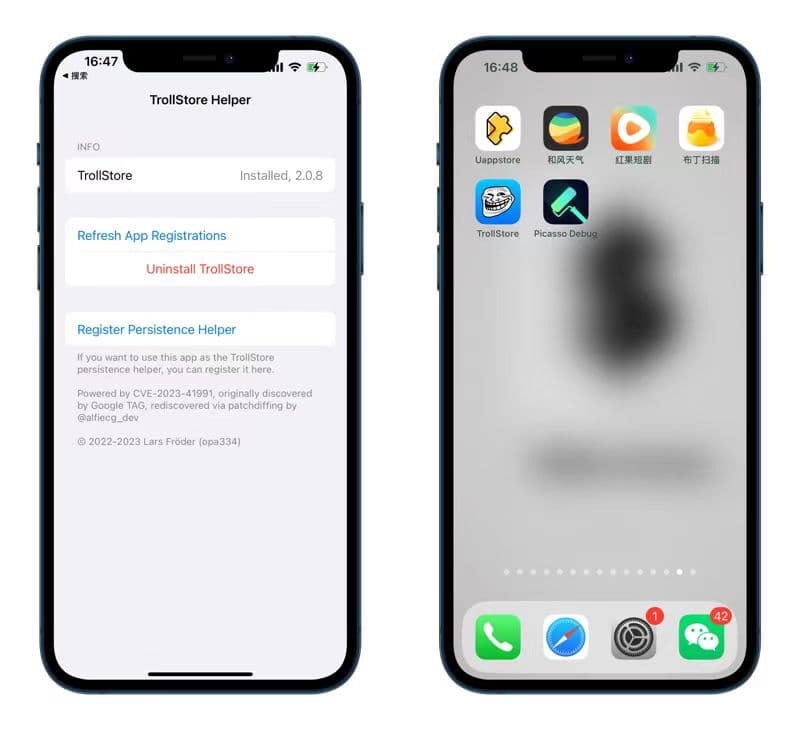 16:47
◀ 搜索
TrollStore Helper
INFO
TrollStore
Installed, 2.0.8
Refresh App Registrations
Uninstall TrollStore
Register Persistence Helper
If you want to use this app as the TrollStore
persistence helper, you can register it here.
Powered by CVE-2023-41991, originally discovered
by Google TAG, rediscovered via patchdiffing by
@alfiecg_dev
© 2022-2023 Lars Fröder (opa334)
16:48
Uappstore
和风天气
红果短剧
布丁扫描
TrollStore
Picasso Debug
1
42